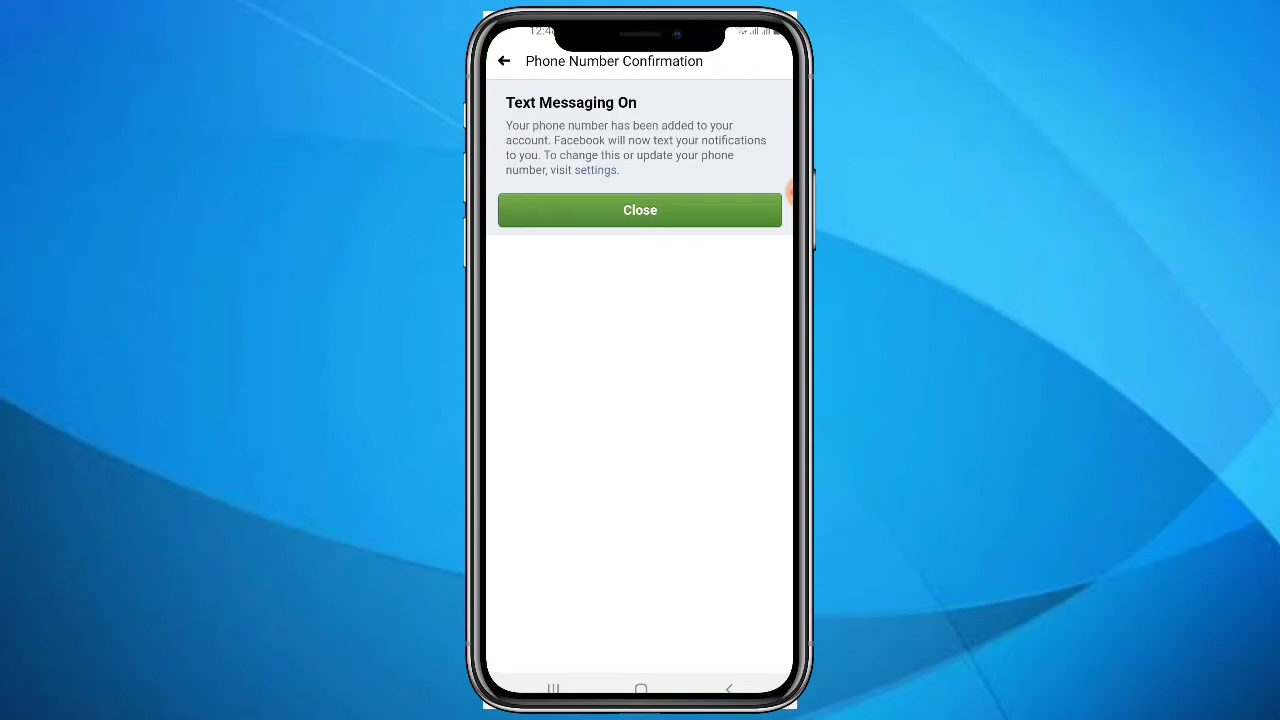 Phone Number Confirmation
Text Messaging On
Your phone number has been added to your
account. Facebook will now text your notifications
to you. To change this or update your phone
number, visit settings.
Close